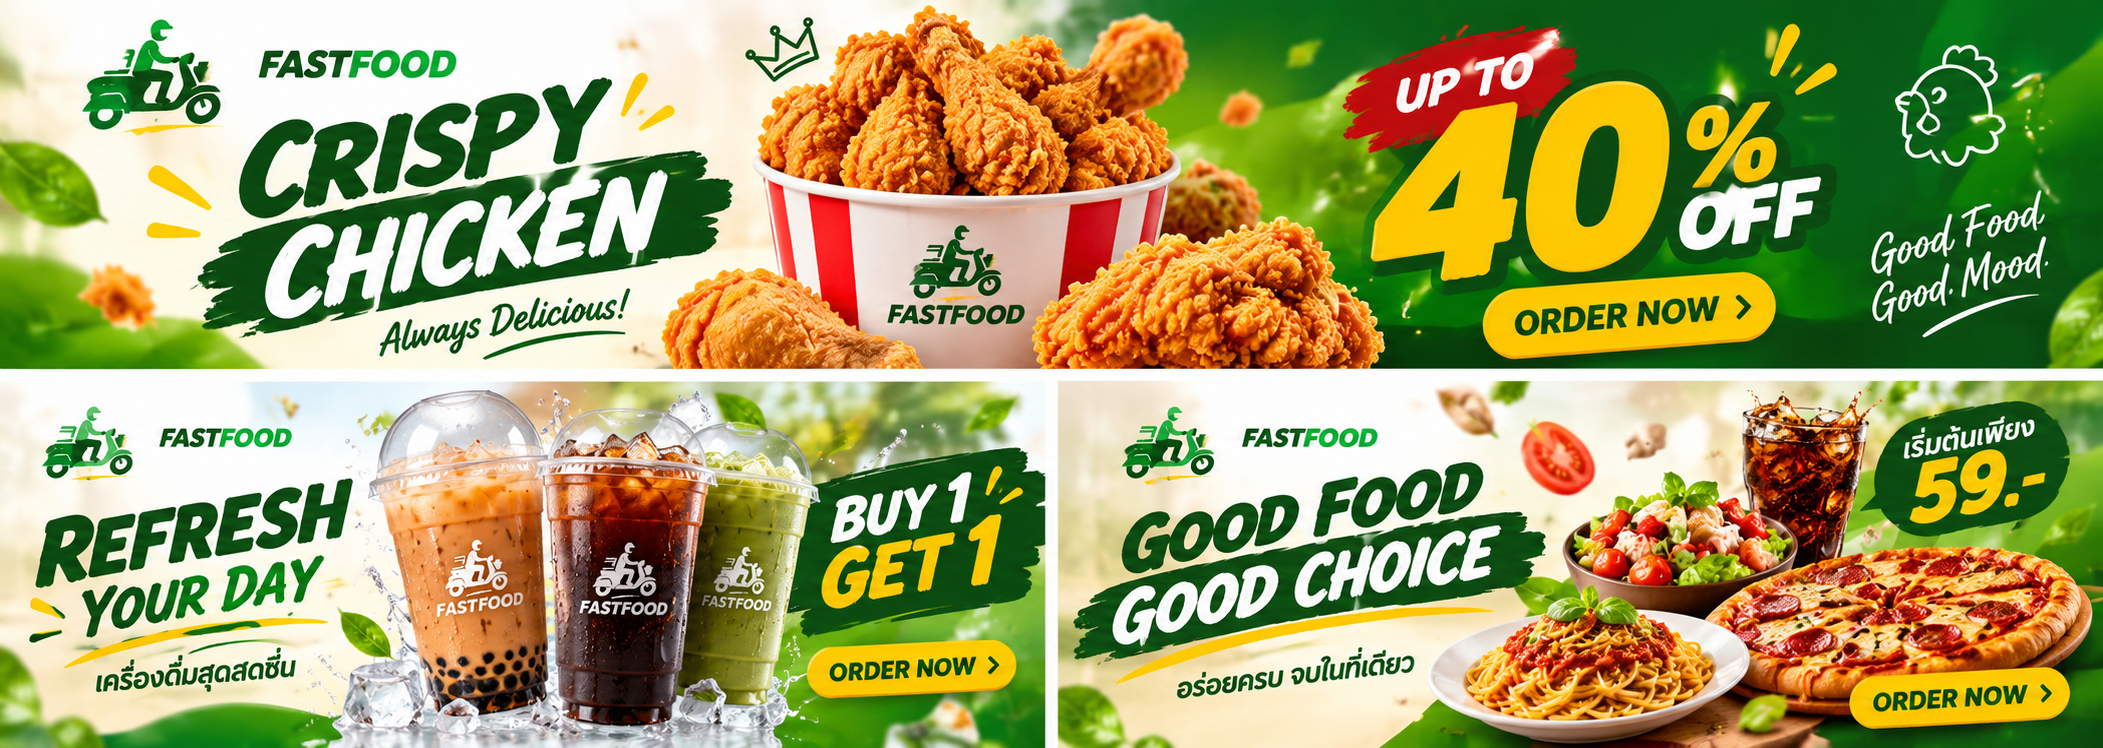 FASTFOOD
CRISPY
CHICKEN
Always Delicious!
FASTFOOD
UP TO
40%
OFF
ORDER NOW
Good Food.
Good. Mood.
FASTFOOD
REFRESH
YOUR DAY
เครื่องดื่มสุดสดชื่น
FASTFOOD
FASTFOOD
FASTFOOD
BUY 1
GET 1
ORDER NOW
FASTFOOD
GOOD FOOD
GOOD CHOICE
อร่อยครบ จบในที่เดียว
เริ่มต้นเพียง
59.-
ORDER NOW